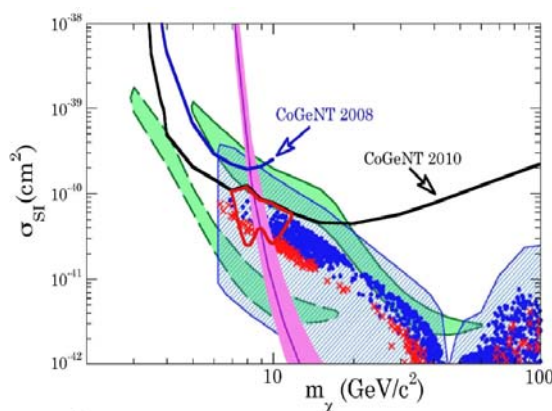 10⁻³⁸
10⁻³⁹
10⁻⁴⁰
10⁻⁴¹
10⁻⁴²
σSI(cm²)
CoGeNT 2008
CoGeNT 2010
10
100
mχ (GeV/c²)